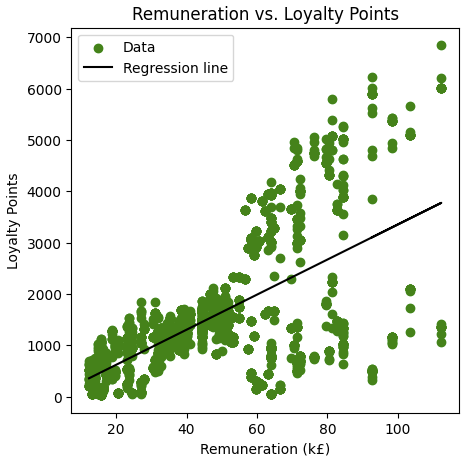 Remuneration vs. Loyalty Points
Data
Regression line
7000
6000
5000
4000
3000
2000
1000
0
Loyalty Points
20 40 60 80 100
Remuneration (k£)